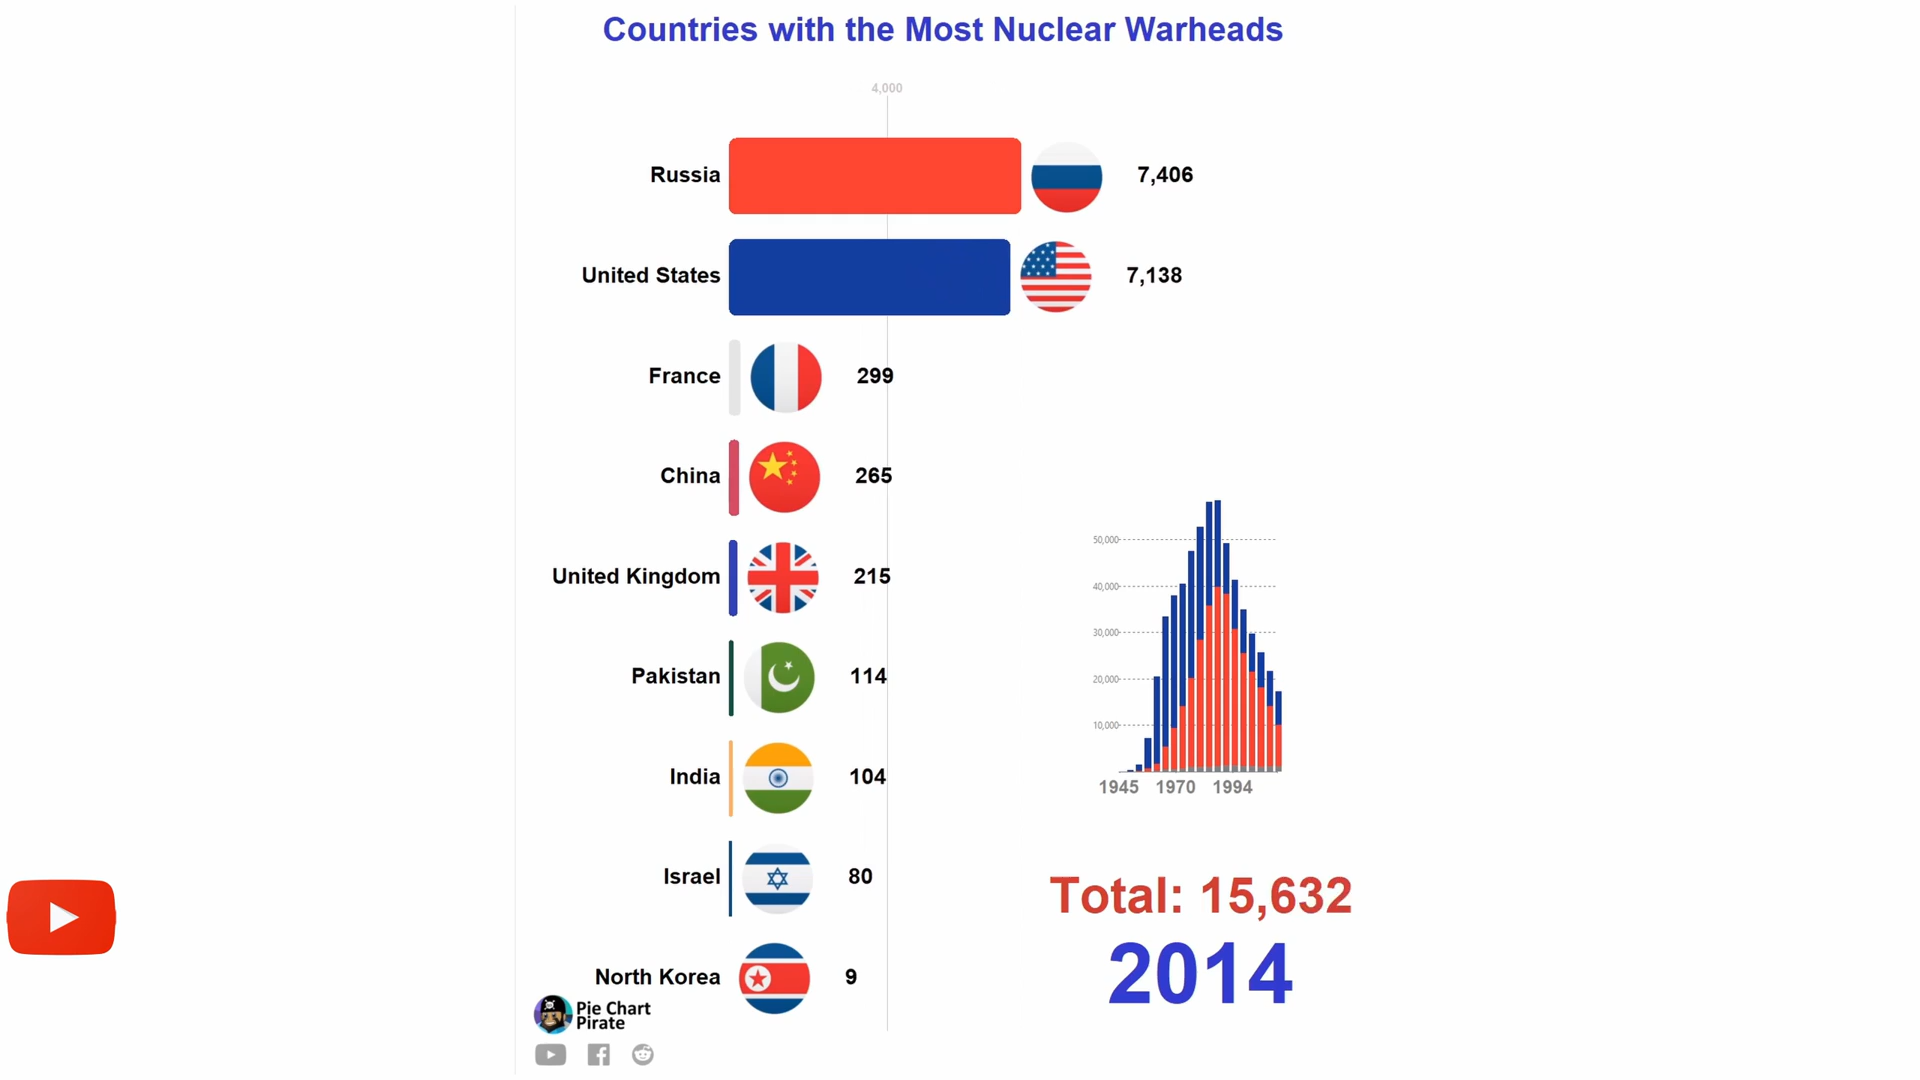 Countries with the Most Nuclear Warheads
4,000
Russia 7,406
United States 7,138
France 299
China 265
United Kingdom 215
Pakistan 114
India 104
Israel 80
North Korea 9
50,000
40,000
30,000
20,000
10,000
1945 1970 1994
Total: 15,632
2014
Pie Chart
Pirate